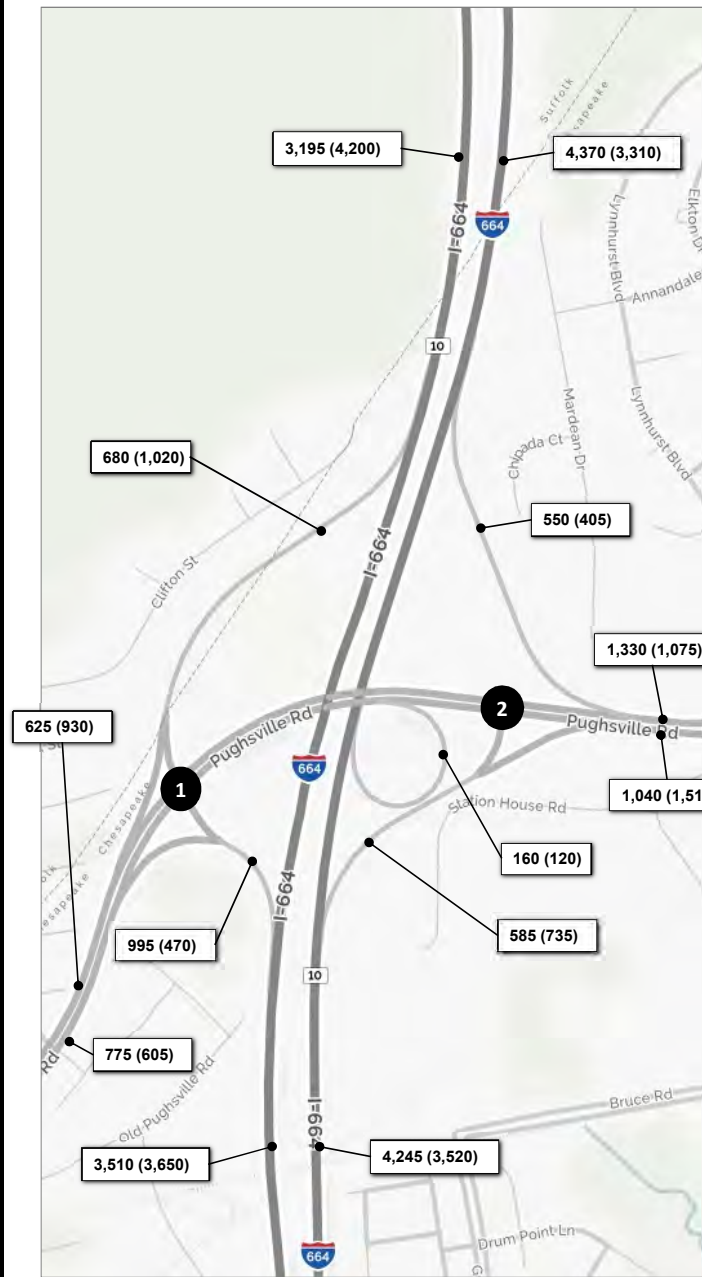 Suffolk
Chesapeake
3,195 (4,200)
4,370 (3,310)
I-664
664
Lynnhurst Blvd
Elkton Dr
Annandale
10
Mardean Dr
Lynnhurst Blvd
Chipada Ct
680 (1,020)
550 (405)
I-664
Clifton St
1,330 (1,075)
625 (930)
Pughsville Rd
2
Pughsville Rd
664
1
1,040 (1,51
Chesapeake
Station House Rd
160 (120)
I-664
995 (470)
585 (735)
10
775 (605)
Rd
Old Pughsville Rd
Bruce Rd
I-664
3,510 (3,650)
4,245 (3,520)
Drum Point Ln
664
G